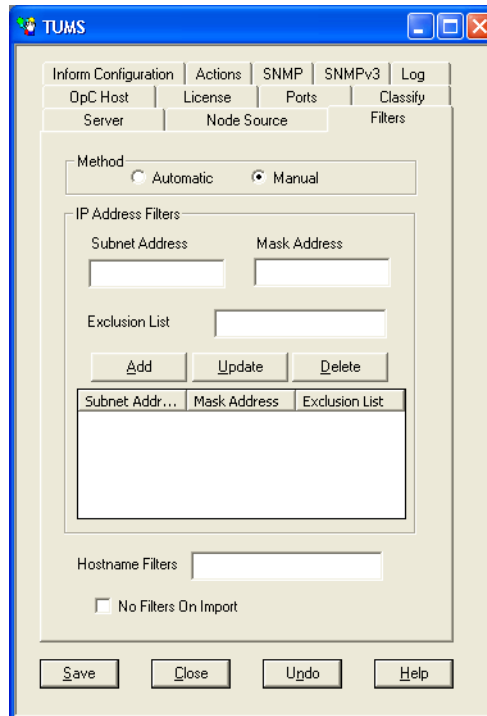 TUMS
Inform Configuration Actions SNMP SNMPv3 Log
OpC Host License Ports Classify
Server Node Source Filters
Method
Automatic Manual
IP Address Filters
Subnet Address Mask Address
Exclusion List
Add Update Delete
Subnet Addr... Mask Address Exclusion List
Hostname Filters
No Filters On Import
Save Close Undo Help